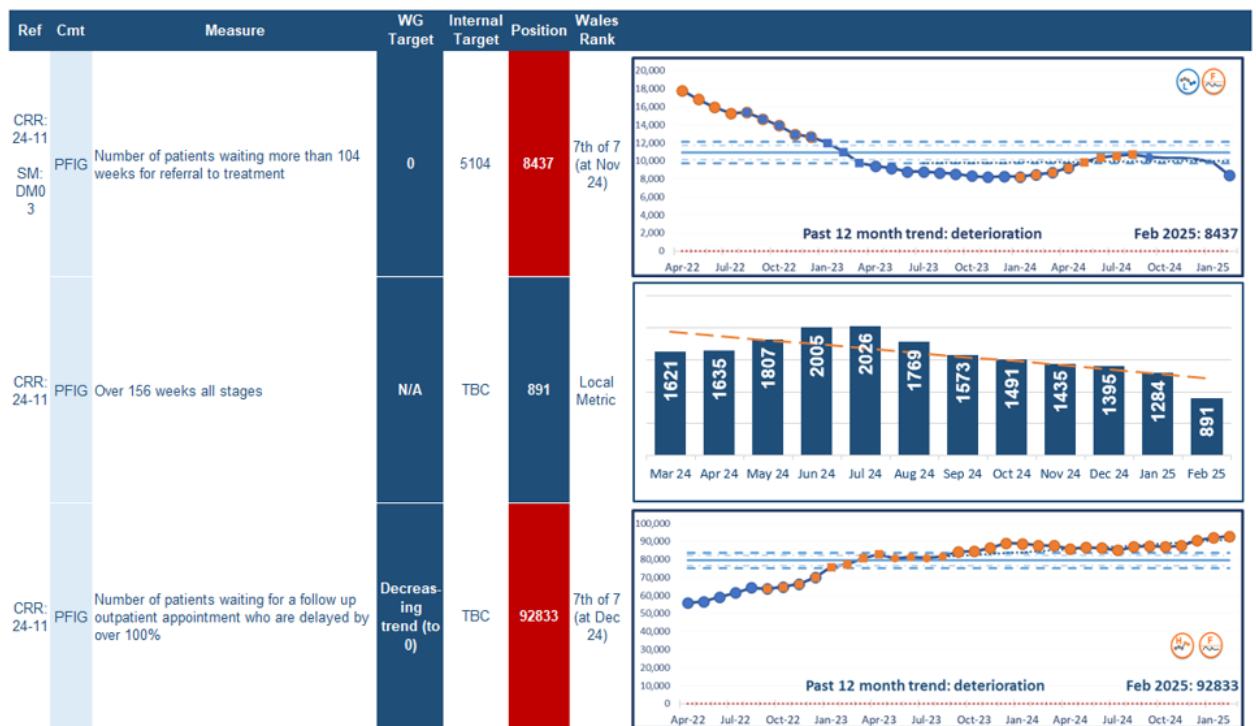 Ref Cmt Measure WG Target Internal Target Position Wales Rank
CRR:
24-11
SM:
DM0
3
PFIG
Number of patients waiting more than 104
weeks for referral to treatment
0
5104
8437
7th of 7
(at Nov
24)
20,000
18,000
16,000
14,000
12,000
10,000
8,000
6,000
4,000
2,000
0
L
F
Past 12 month trend: deterioration Feb 2025: 8437
Apr-22 Jul-22 Oct-22 Jan-23 Apr-23 Jul-23 Oct-23 Jan-24 Apr-24 Jul-24 Oct-24 Jan-25
CRR:
24-11
PFIG
Over 156 weeks all stages
N/A
TBC
891
Local
Metric
1621 1635 1807 2005 2026 1769 1573 1491 1435 1395 1284 891
Mar 24 Apr 24 May 24 Jun 24 Jul 24 Aug 24 Sep 24 Oct 24 Nov 24 Dec 24 Jan 25 Feb 25
CRR:
24-11
PFIG
Number of patients waiting for a follow up
outpatient appointment who are delayed by
over 100%
Decreas-
ing
trend (to
0)
TBC
92833
7th of 7
(at Dec
24)
100,000
90,000
80,000
70,000
60,000
50,000
40,000
30,000
20,000
10,000
0
H
F
Past 12 month trend: deterioration Feb 2025: 92833
Apr-22 Jul-22 Oct-22 Jan-23 Apr-23 Jul-23 Oct-23 Jan-24 Apr-24 Jul-24 Oct-24 Jan-25